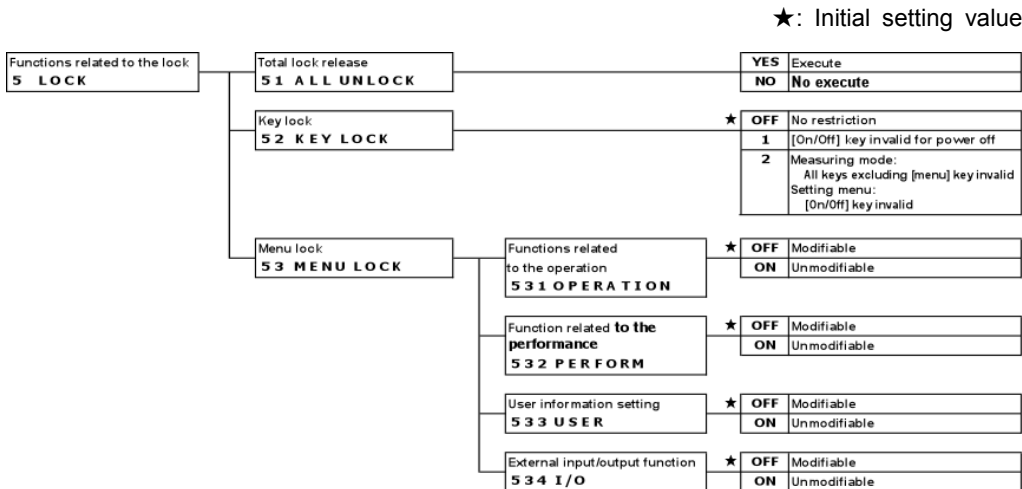 ★: Initial setting value
Functions related to the lock
5 LOCK
Total lock release
51 ALL UNLOCK
YES Execute
NO No execute
Key lock
52 KEY LOCK
★ OFF No restriction
1 [On/Off] key invalid for power off
2 Measuring mode:
All keys excluding [menu] key invalid
Setting menu:
[On/Off] key invalid
Menu lock
53 MENU LOCK
Functions related
to the operation
531 OPERATION
★ OFF Modifiable
ON Unmodifiable
Function related to the
performance
532 PERFORM
★ OFF Modifiable
ON Unmodifiable
User information setting
533 USER
★ OFF Modifiable
ON Unmodifiable
External input/output function
534 I/O
★ OFF Modifiable
ON Unmodifiable